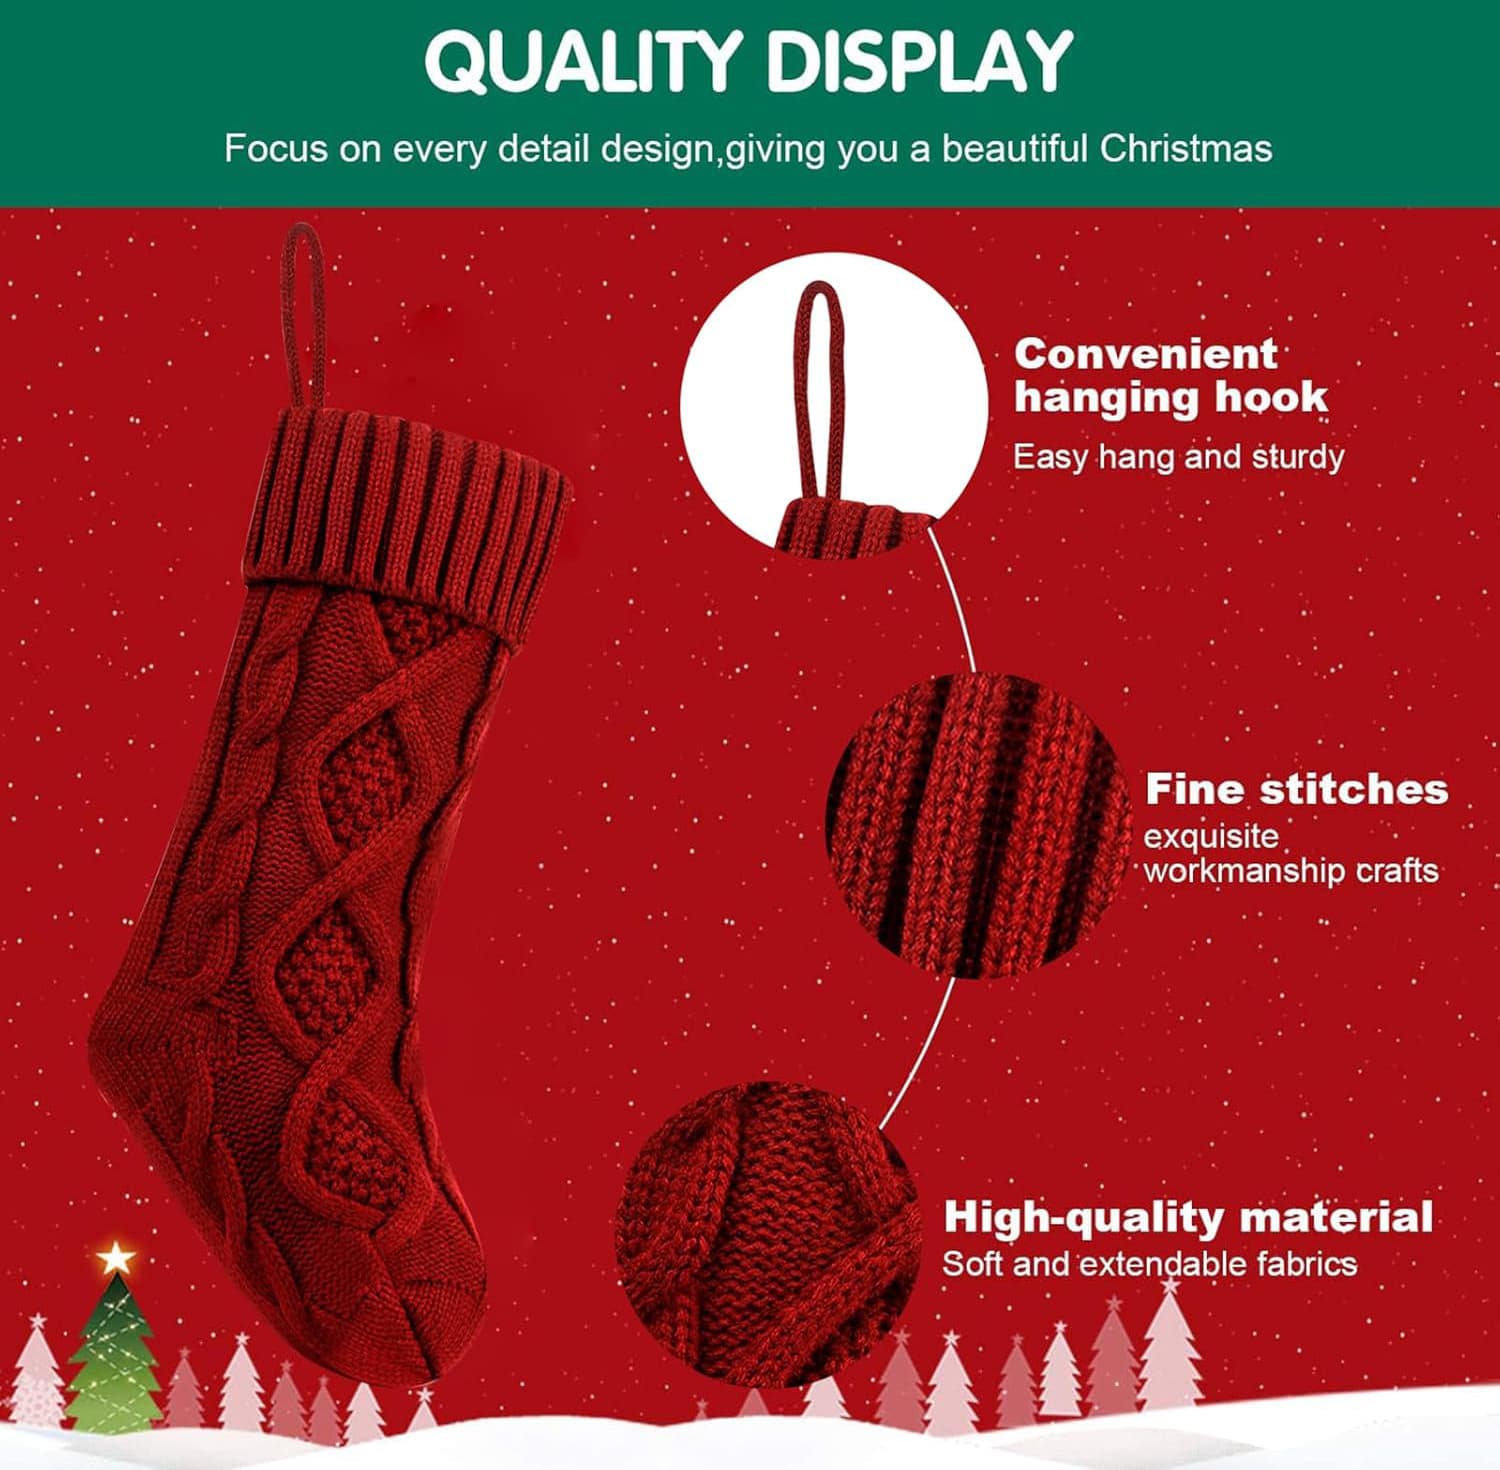 QUALITY DISPLAY
Focus on every detail design,giving you a beautiful Christmas
Convenient
hanging hook
Easy hang and sturdy
Fine stitches
exquisite
workmanship crafts
High-quality material
Soft and extendable fabrics